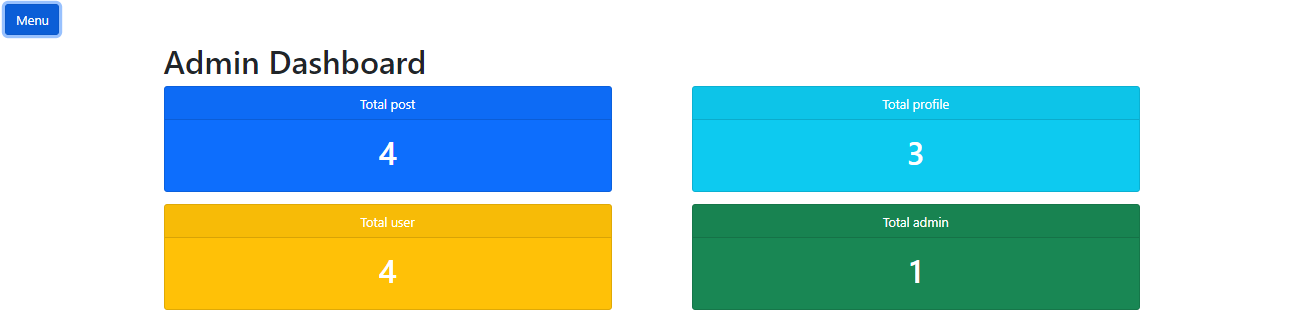 Menu
Admin Dashboard
Total post
4
Total profile
3
Total user
4
Total admin
1